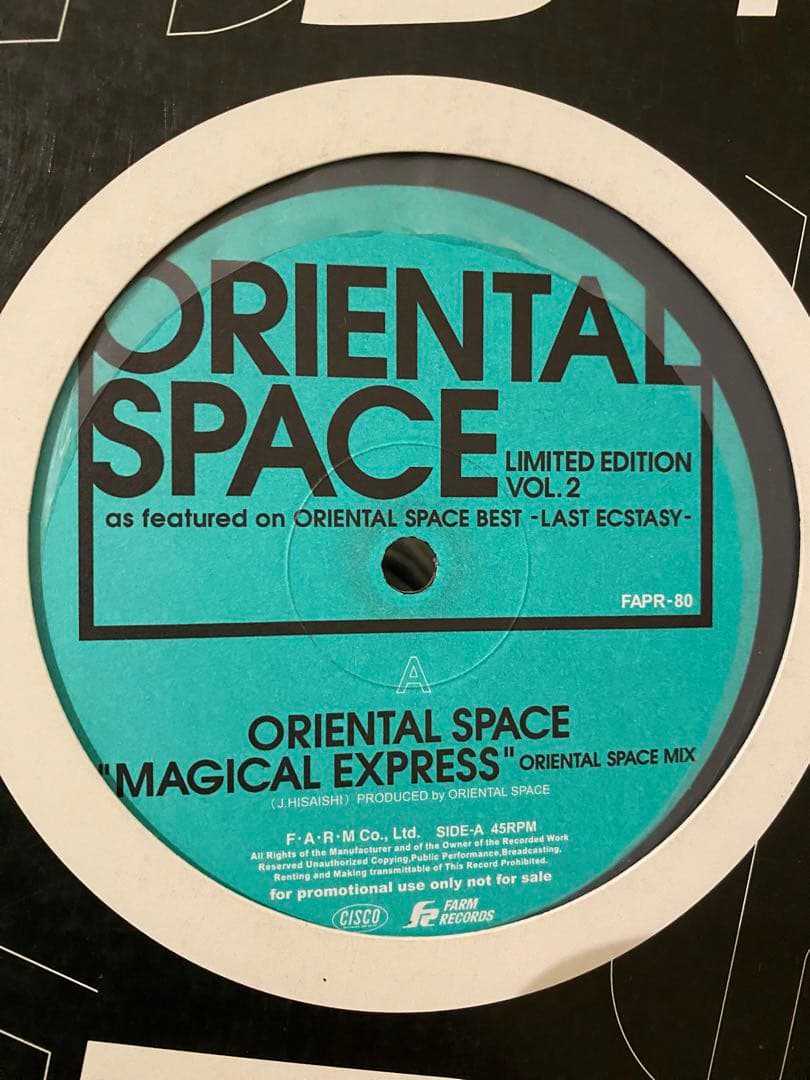 ORIENTAL
SPACE
LIMITED EDITION
VOL. 2
as featured on ORIENTAL SPACE BEST -LAST ECSTASY-
FAPR-80
A
ORIENTAL SPACE
"MAGICAL EXPRESS" ORIENTAL SPACE MIX
(J.HISAISHI) PRODUCED by ORIENTAL SPACE
F·A·R·M Co., Ltd. SIDE-A 45RPM
All Rights of the Manufacturer and of the Owner of the Recorded Work
Reserved Unauthorized Copying,Public Performance,Breadcasting,
Renting and Making transmittable of This Record Prohibited.
for promotional use only not for sale
CISCO
FARM
RECORDS